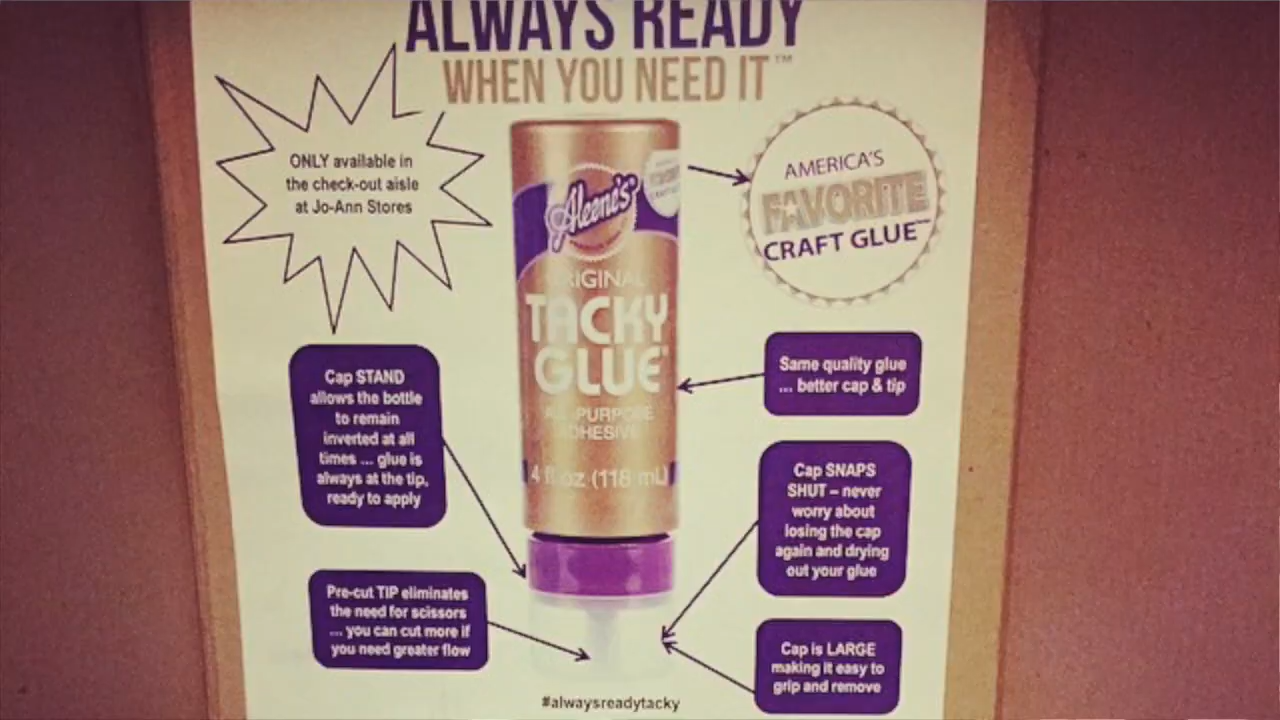 ALWAYS READY
WHEN YOU NEED IT™
ONLY available in
the check-out aisle
at Jo-Ann Stores
AMERICA'S
FAVORITE
CRAFT GLUE™
Aleene's
ORIGINAL
TACKY
GLUE®
ALL-PURPOSE
ADHESIVE
4 fl oz (118 mL)
Cap STAND
allows the bottle
to remain
inverted at all
times ... glue is
always at the tip,
ready to apply
Same quality glue
... better cap & tip
Cap SNAPS
SHUT – never
worry about
losing the cap
again and drying
out your glue
Pre-cut TIP eliminates
the need for scissors
... you can cut more if
you need greater flow
Cap is LARGE
making it easy to
grip and remove
#alwaysreadytacky